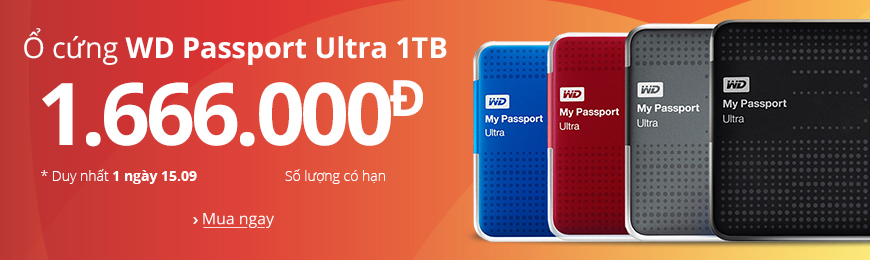 Ổ cứng WD Passport Ultra 1TB
1.666.000Đ
* Duy nhất 1 ngày 15.09
Số lượng có hạn
› Mua ngay
WD
My Passport
Ultra
WD
My Passport
Ultra
WD
My Passport
Ultra
WD
My Passport
Ultra